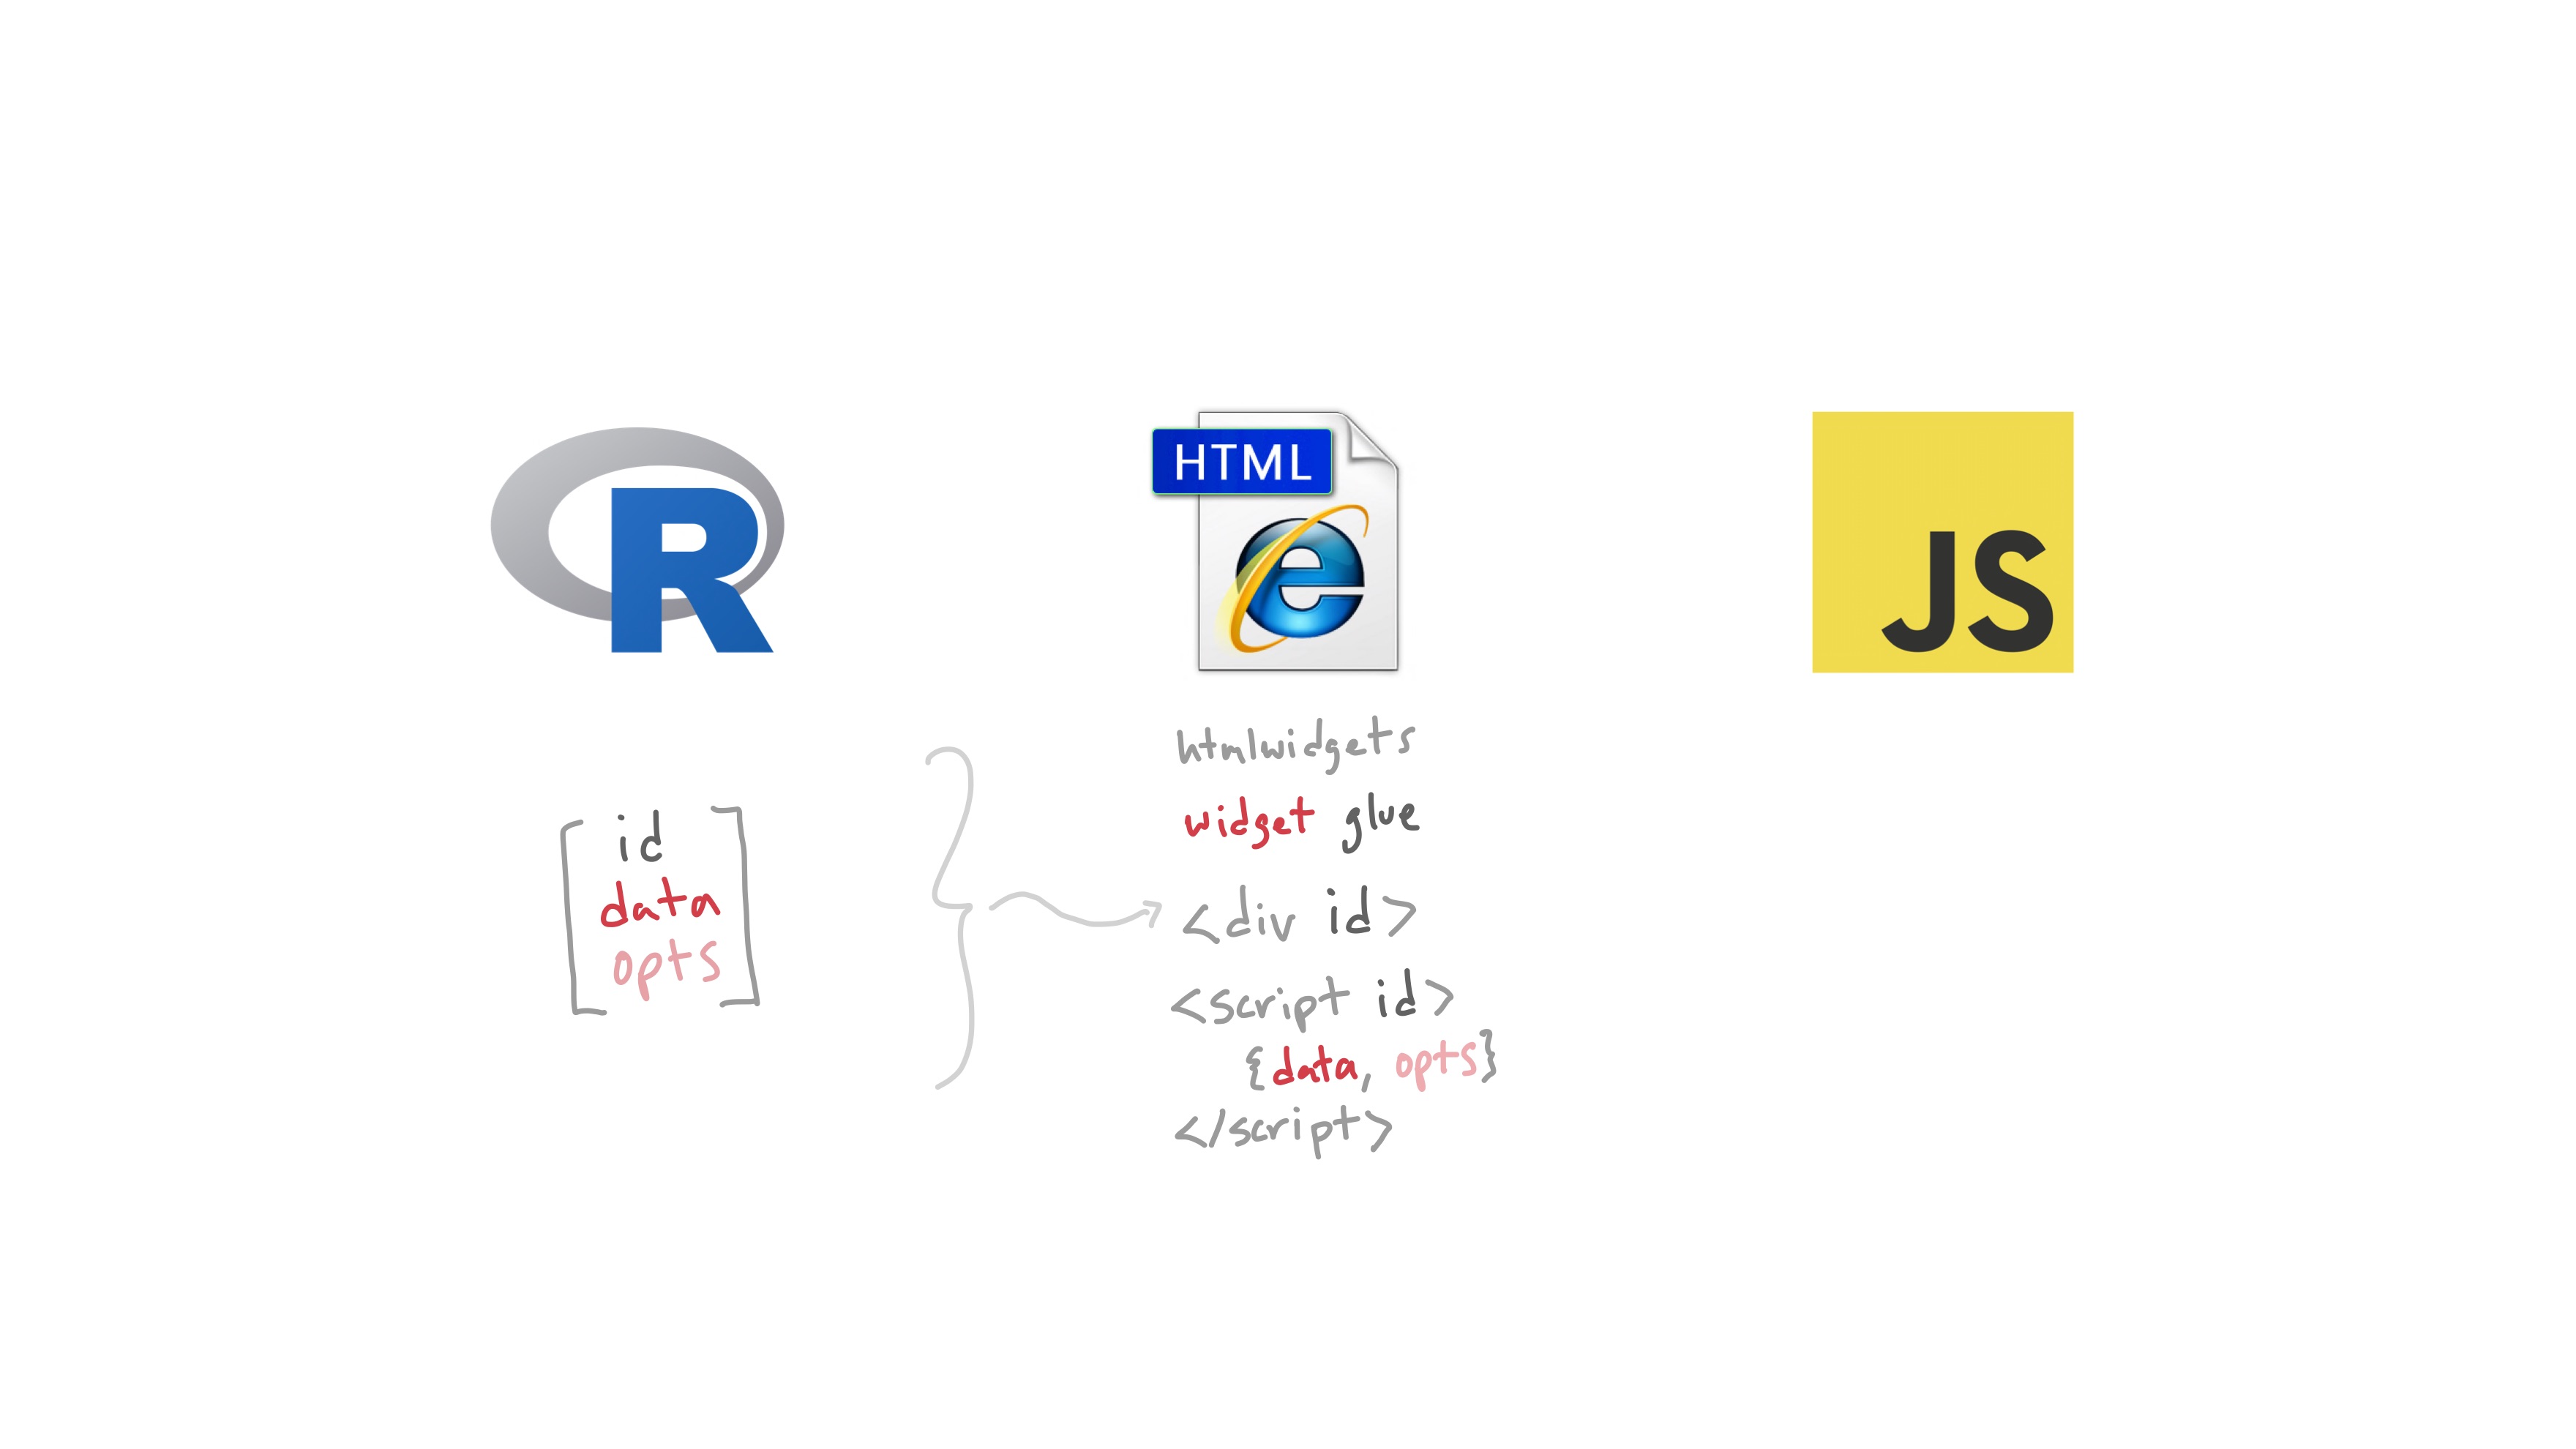 R
HTML
e
JS
id
data
opts
htmlwidgets
widget glue
<div id>
<script id>
{data, opts}
</script>